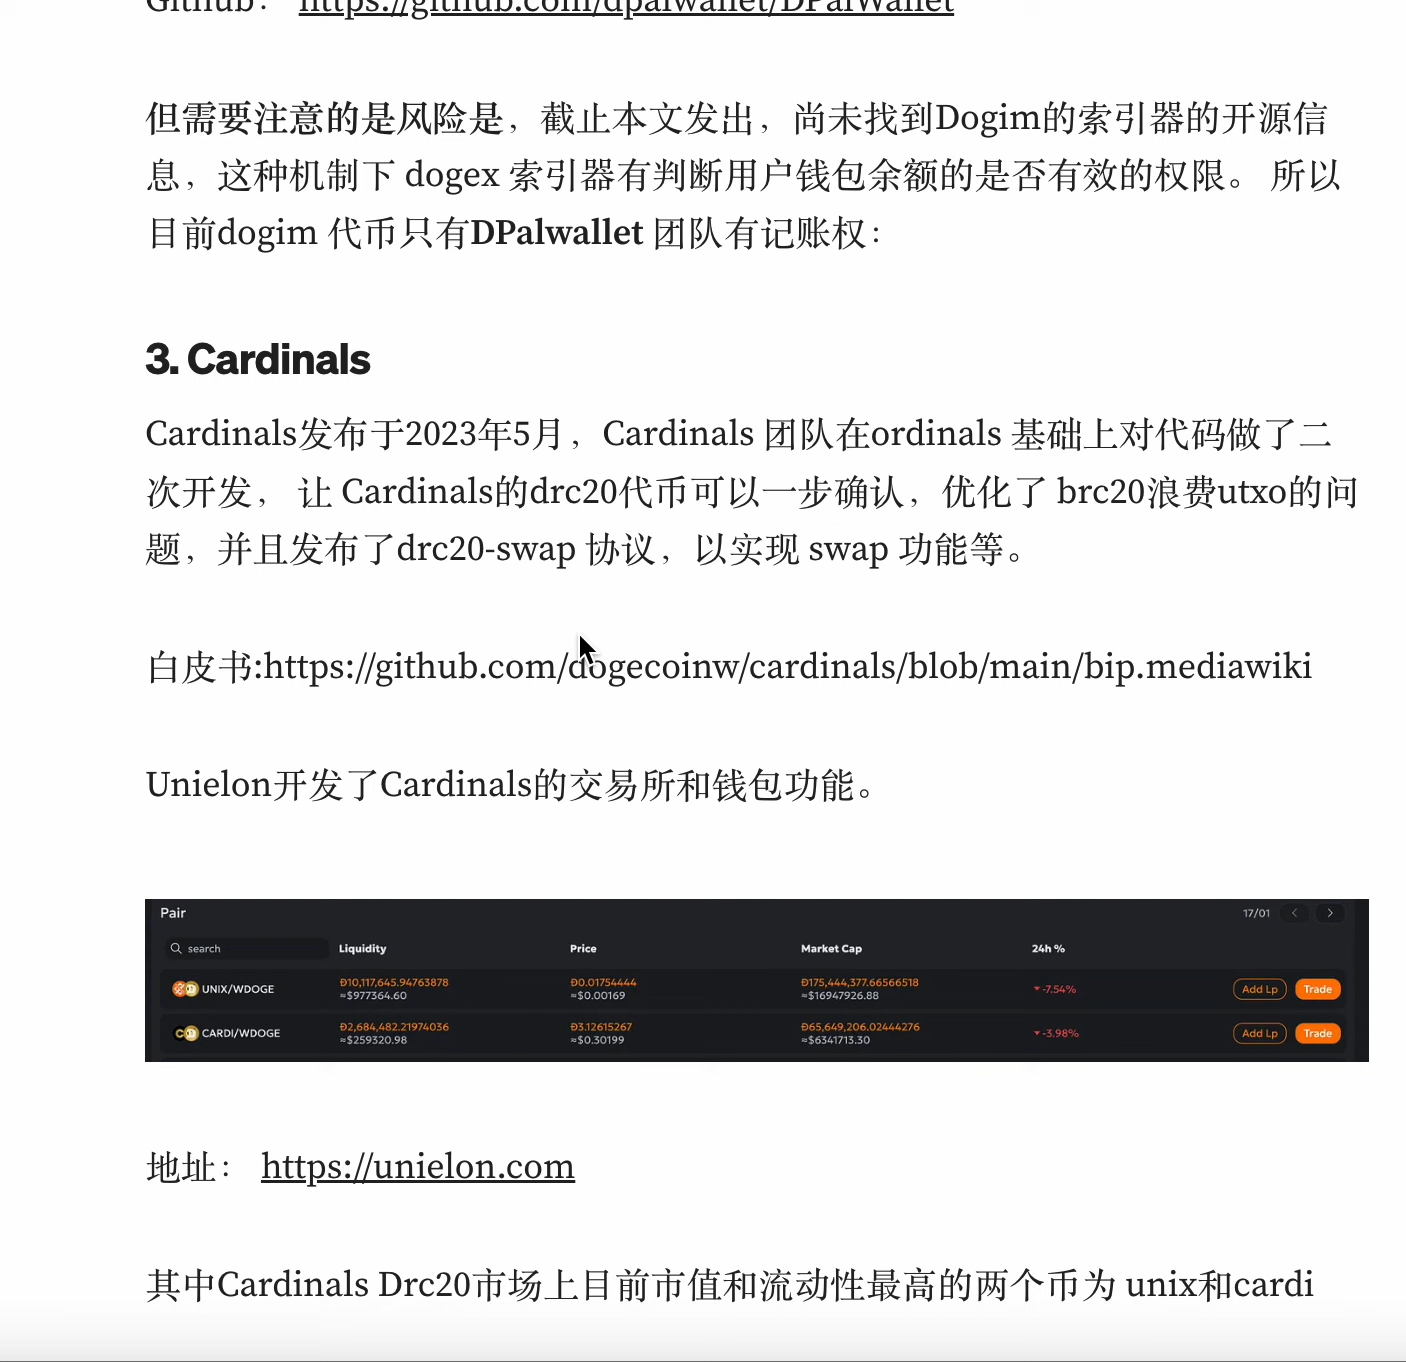 Github： https://github.com/dpalwallet/DPalWallet
但需要注意的是风险是，截止本文发出，尚未找到Dogim的索引器的开源信
息，这种机制下 dogex 索引器有判断用户钱包余额的是否有效的权限。 所以
目前dogim 代币只有DPalwallet 团队有记账权：
3. Cardinals
Cardinals发布于2023年5月，Cardinals 团队在ordinals 基础上对代码做了二
次开发， 让 Cardinals的drc20代币可以一步确认，优化了 brc20浪费utxo的问
题，并且发布了drc20-swap 协议，以实现 swap 功能等。
白皮书:https://github.com/dogecoinw/cardinals/blob/main/bip.mediawiki
Unielon开发了Cardinals的交易所和钱包功能。
Pair 17/01
search Liquidity Price Market Cap 24h %
UNIX/WDOGE Ð10,117,645.94763878 Ð0.01754444 Ð175,444,377.66566518 -7.54% Add Lp Trade
≈$977364.60 ≈$0.00169 ≈$16947926.88
CARDI/WDOGE Ð2,684,482.21974036 Ð3.12615267 Ð65,649,206.02444276 -3.98% Add Lp Trade
≈$259320.98 ≈$0.30199 ≈$6341713.30
地址： https://unielon.com
其中Cardinals Drc20市场上目前市值和流动性最高的两个币为 unix和cardi